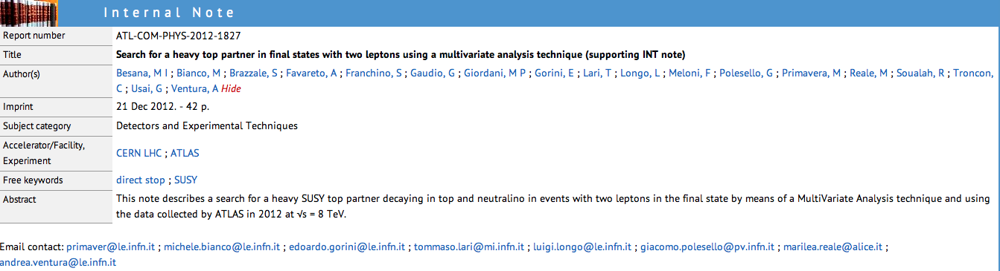 Internal Note
Report number ATL-COM-PHYS-2012-1827
Title Search for a heavy top partner in final states with two leptons using a multivariate analysis technique (supporting INT note)
Author(s) Besana, M I ; Bianco, M ; Brazzale, S ; Favareto, A ; Franchino, S ; Gaudio, G ; Giordani, M P ; Gorini, E ; Lari, T ; Longo, L ; Meloni, F ; Polesello, G ; Primavera, M ; Reale, M ; Soualah, R ; Troncon,
C ; Usai, G ; Ventura, A Hide
Imprint 21 Dec 2012. - 42 p.
Subject category Detectors and Experimental Techniques
Accelerator/Facility,
Experiment CERN LHC ; ATLAS
Free keywords direct stop ; SUSY
Abstract This note describes a search for a heavy SUSY top partner decaying in top and neutralino in events with two leptons in the final state by means of a MultiVariate Analysis technique and using
the data collected by ATLAS in 2012 at √s = 8 TeV.
Email contact: primaver@le.infn.it ; michele.bianco@le.infn.it ; edoardo.gorini@le.infn.it ; tommaso.lari@mi.infn.it ; luigi.longo@le.infn.it ; giacomo.polesello@pv.infn.it ; marilea.reale@alice.it ;
andrea.ventura@le.infn.it